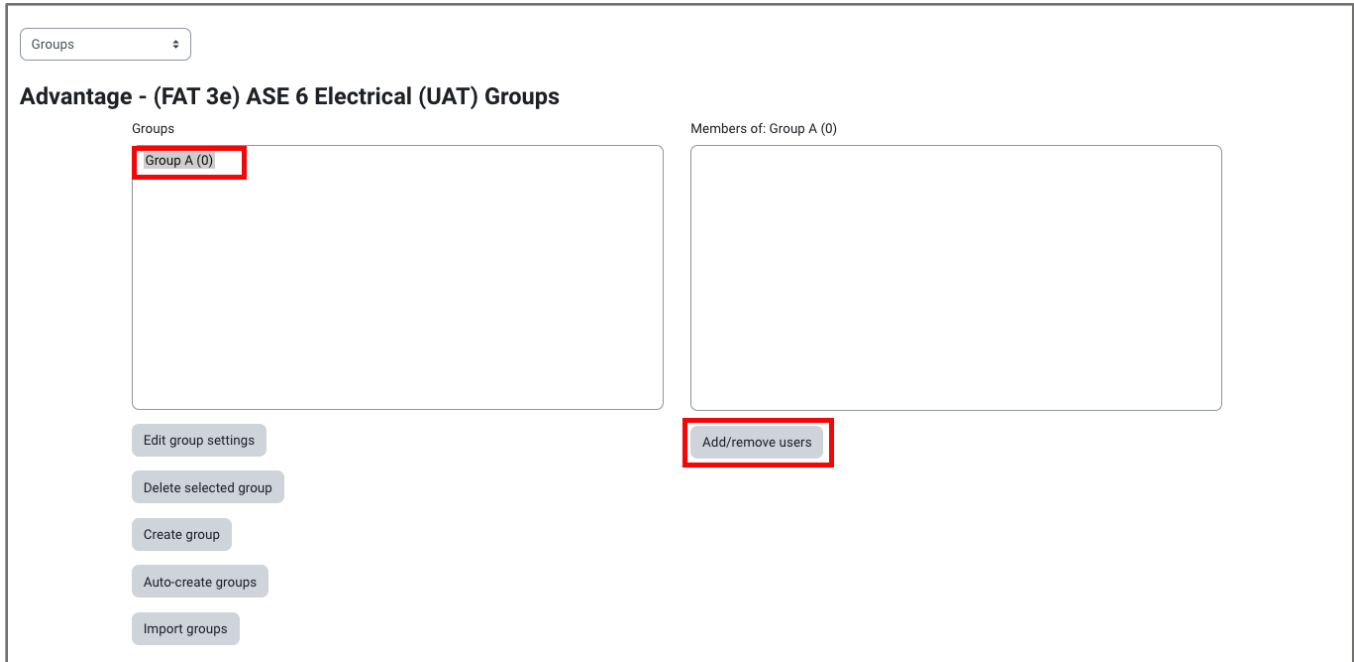 Groups
Advantage - (FAT 3e) ASE 6 Electrical (UAT) Groups
Groups
Group A (0)
Members of: Group A (0)
Edit group settings
Add/remove users
Delete selected group
Create group
Auto-create groups
Import groups